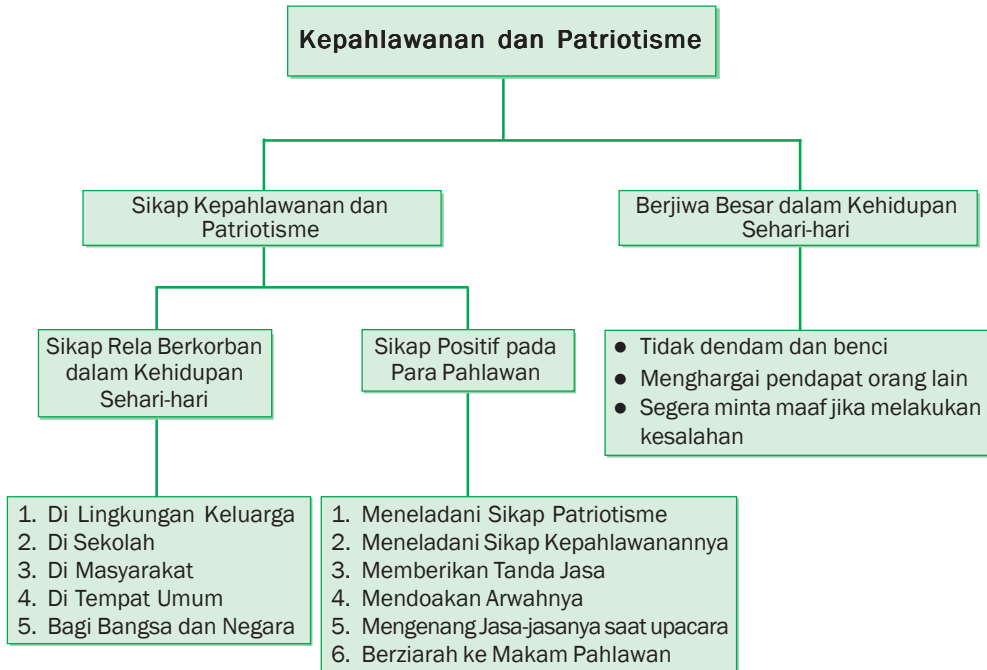 Kepahlawanan dan Patriotisme
Sikap Kepahlawanan dan
Patriotisme
Berjiwa Besar dalam Kehidupan
Sehari-hari
Sikap Rela Berkorban
dalam Kehidupan
Sehari-hari
Sikap Positif pada
Para Pahlawan
● Tidak dendam dan benci
● Menghargai pendapat orang lain
● Segera minta maaf jika melakukan
kesalahan
1. Di Lingkungan Keluarga
2. Di Sekolah
3. Di Masyarakat
4. Di Tempat Umum
5. Bagi Bangsa dan Negara
1. Meneladani Sikap Patriotisme
2. Meneladani Sikap Kepahlawanannya
3. Memberikan Tanda Jasa
4. Mendoakan Arwahnya
5. Mengenang Jasa-jasanya saat upacara
6. Berziarah ke Makam Pahlawan